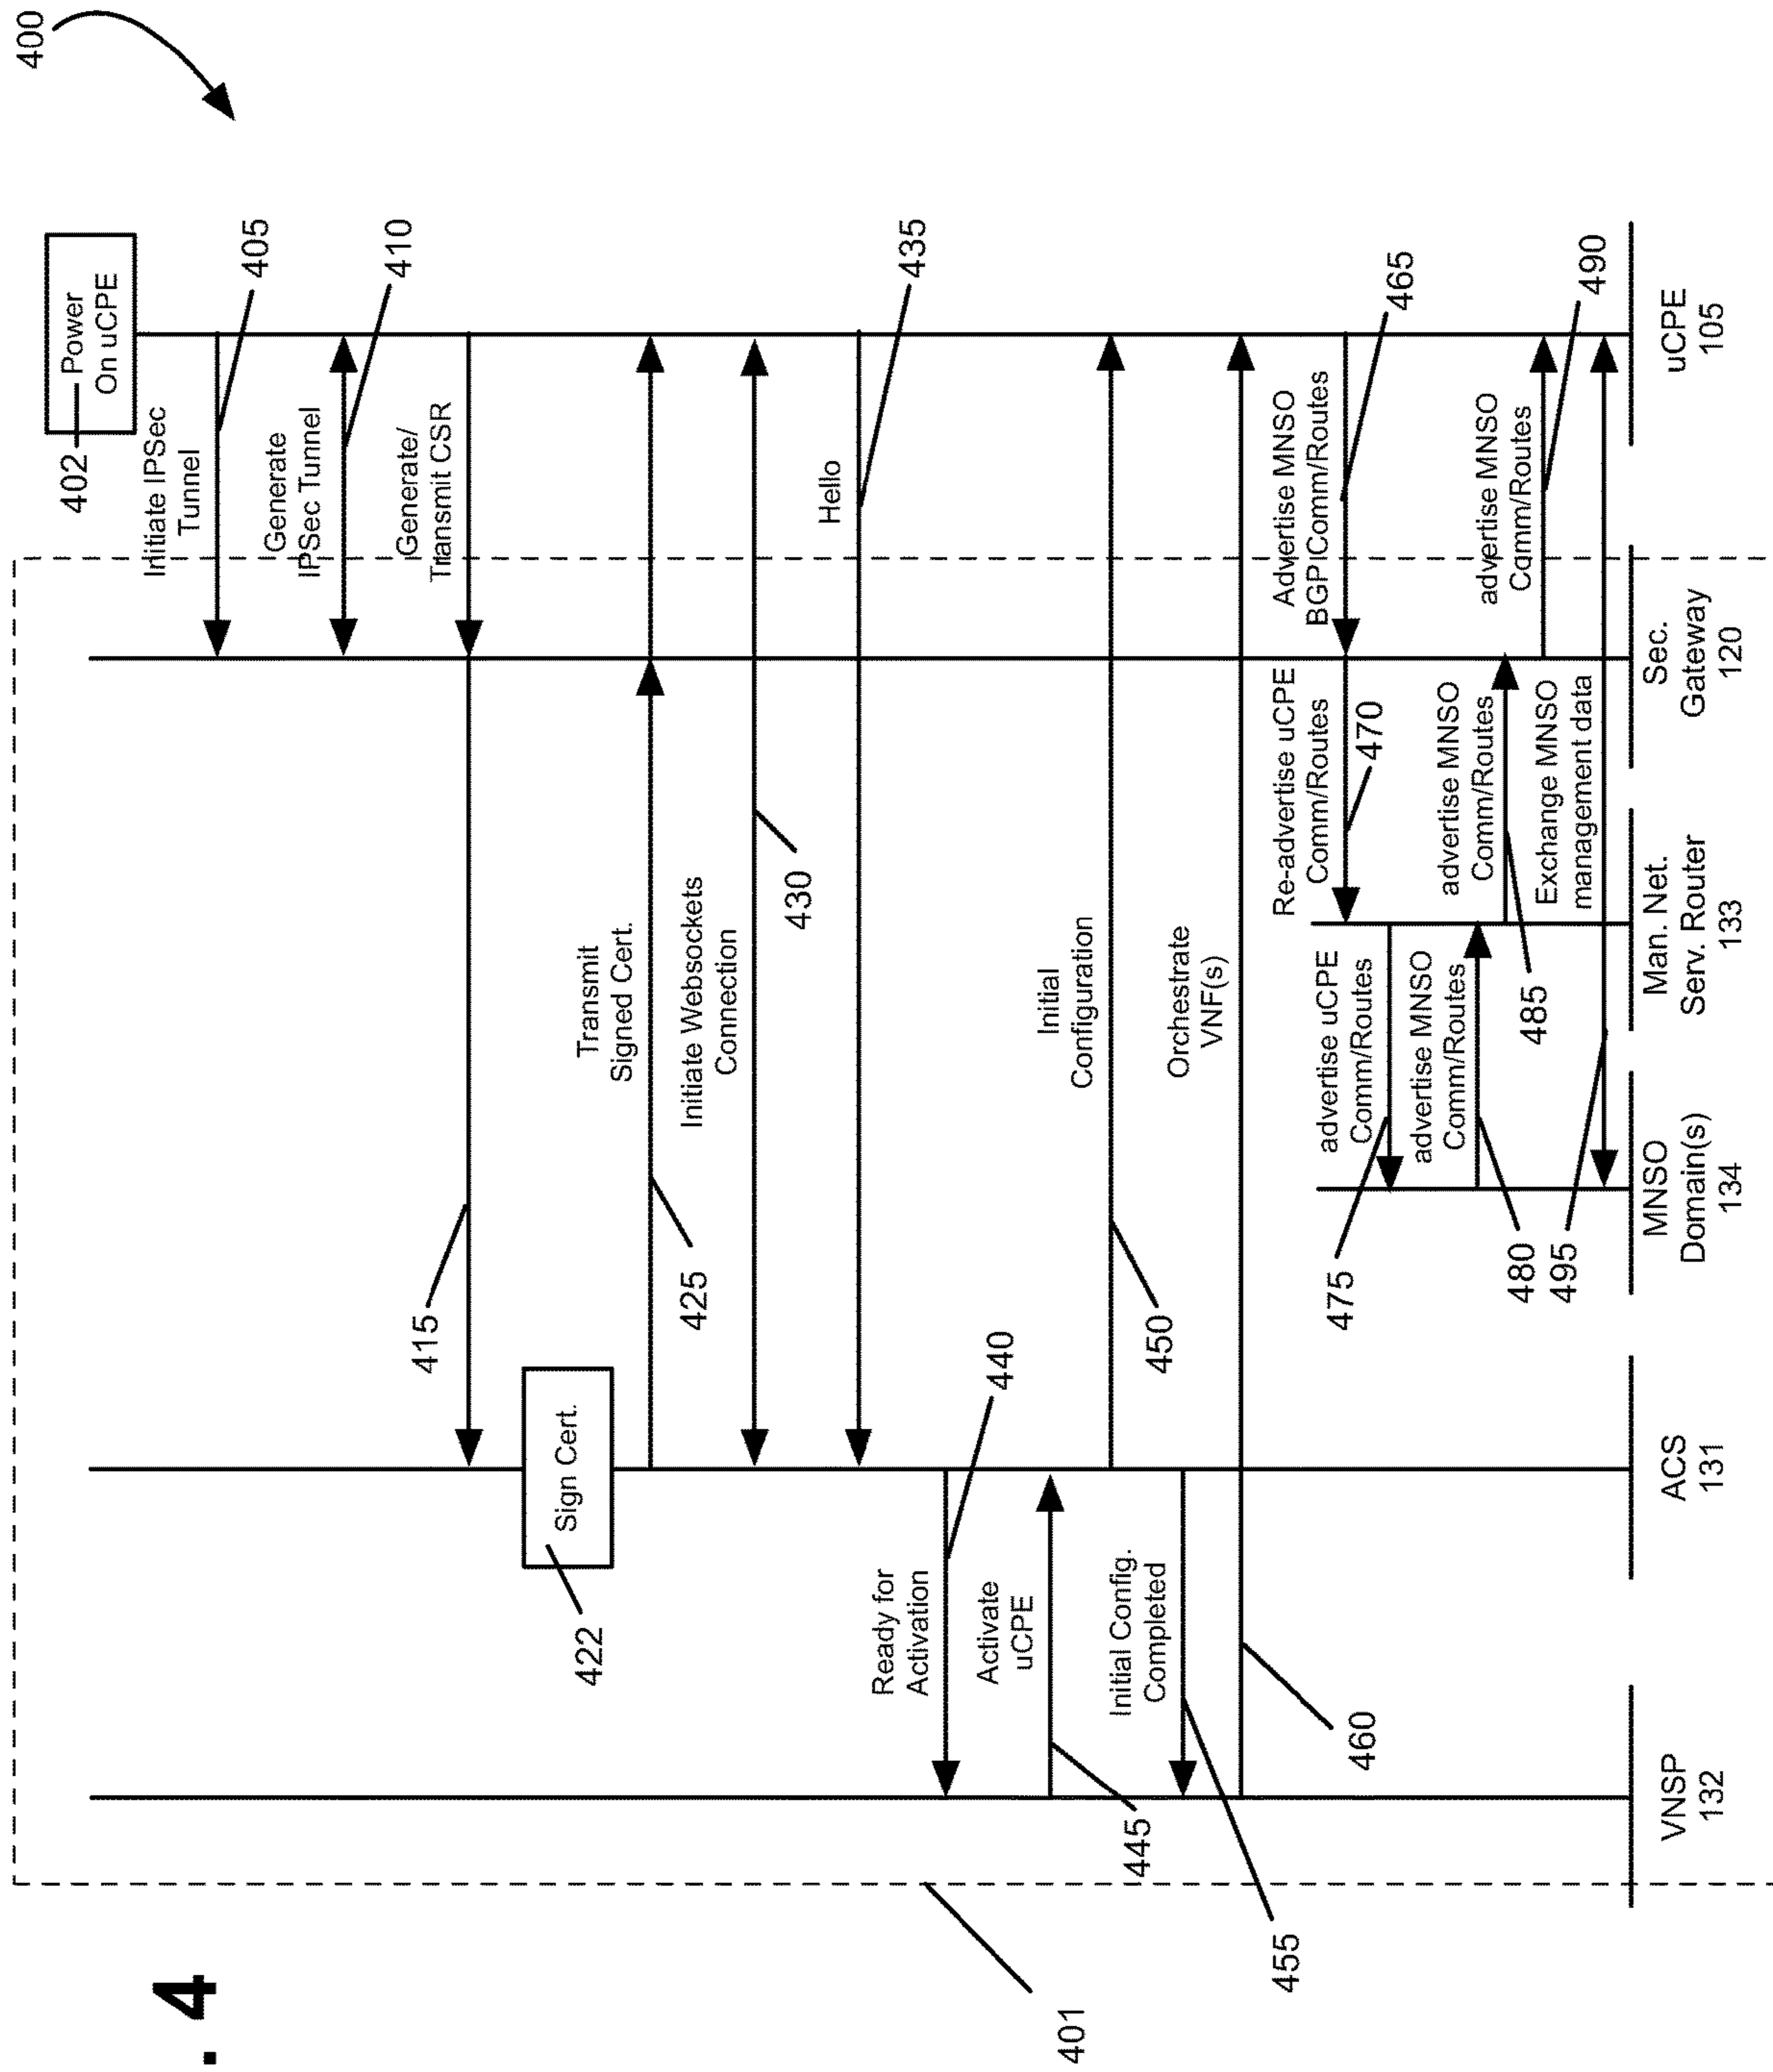 . 4
400
402
Power
On uCPE
Initiate IPSec
Tunnel
405
Generate
IPSec Tunnel
410
Generate/
Transmit CSR
415
Sign Cert.
422
Transmit
Signed Cert.
425
Initiate Websockets
Connection
430
Hello
435
Ready for
Activation
440
Activate
uCPE
445
Initial
Configuration
450
Initial Config.
Completed
455
Orchestrate
VNF(s)
460
Advertise MNSO
BGP Comm/Routes
465
Re-advertise uCPE
Comm/Routes
470
advertise uCPE
Comm/Routes
475
advertise MNSO
Comm/Routes
480
advertise MNSO
Comm/Routes
485
advertise MNSO
Comm/Routes
490
Exchange MNSO
management data
495
401
VNSP
132
ACS
131
MNSO
Domain(s)
134
Man. Net.
Serv. Router
133
Sec.
Gateway
120
uCPE
105